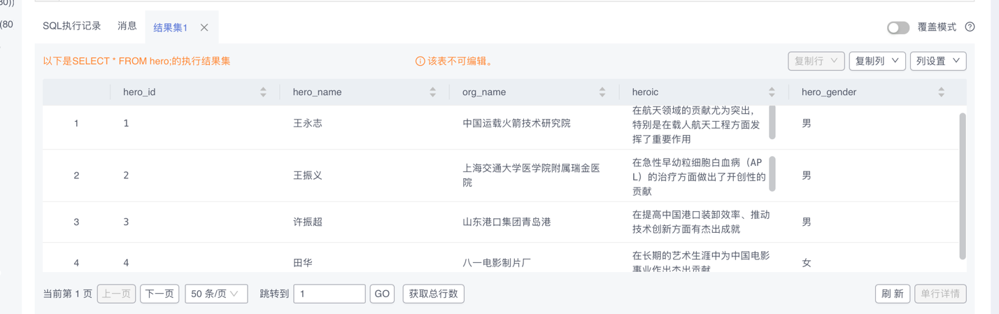 80))
(80
SQL执行记录 消息 结果集1
覆盖模式
以下是SELECT * FROM hero;的执行结果集
该表不可编辑。
复制行 复制列 列设置
hero_id hero_name org_name heroic hero_gender
1 1 王永志 中国运载火箭技术研究院
在航天领域的贡献尤为突出，
特别是在载人航天工程方面发
挥了重要作用
男
2 2 王振义
上海交通大学医学院附属瑞金医
院
在急性早幼粒细胞白血病（AP
L）的治疗方面做出了开创性的
贡献
男
3 3 许振超 山东港口集团青岛港
在提高中国港口装卸效率、推动
技术创新方面有杰出成就
男
4 4 田华 八一电影制片厂
在长期的艺术生涯中为中国电影
事业作出杰出贡献
女
当前第 1 页 上一页 下一页 50 条/页 跳转到 1 GO 获取总行数
刷 新 单行详情